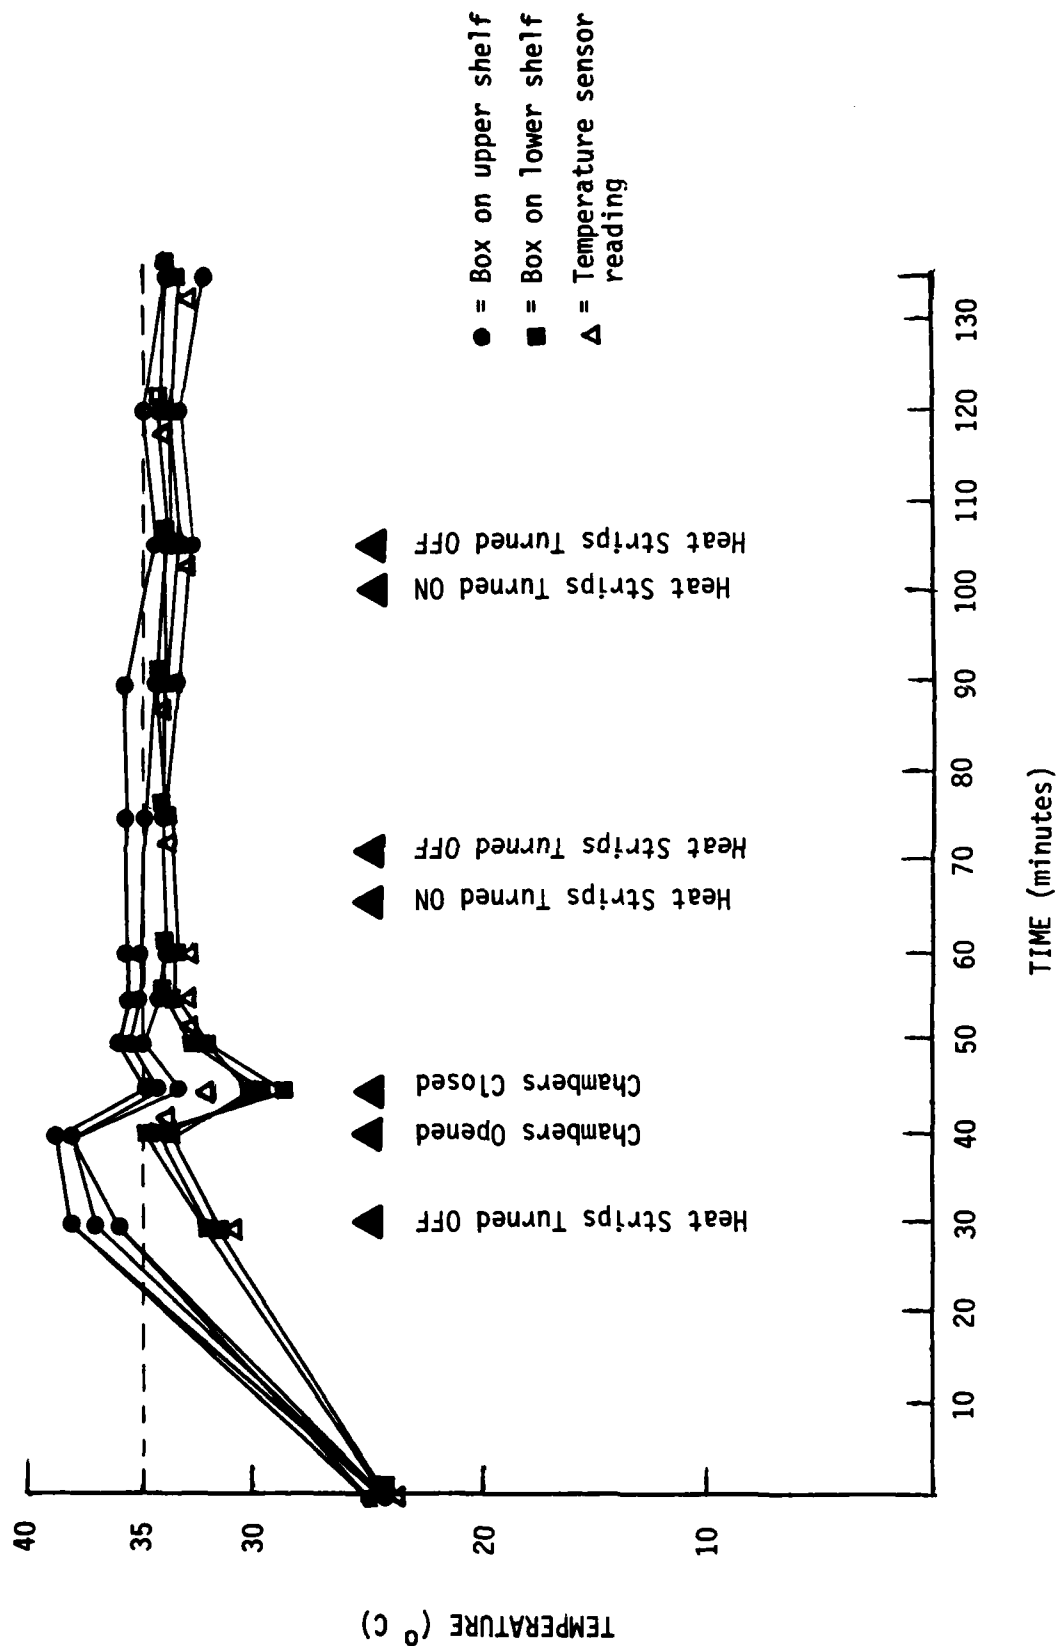 TEMPERATURE (°C)
40
35
30
20
10
Heat Strips Turned OFF
Chambers Opened
Chambers Closed
Heat Strips Turned ON
Heat Strips Turned OFF
Heat Strips Turned ON
Heat Strips Turned OFF
10
20
30
40
50
60
70
80
90
100
110
120
130
TIME (minutes)
● = Box on upper shelf
■ = Box on lower shelf
△ = Temperature sensor
reading